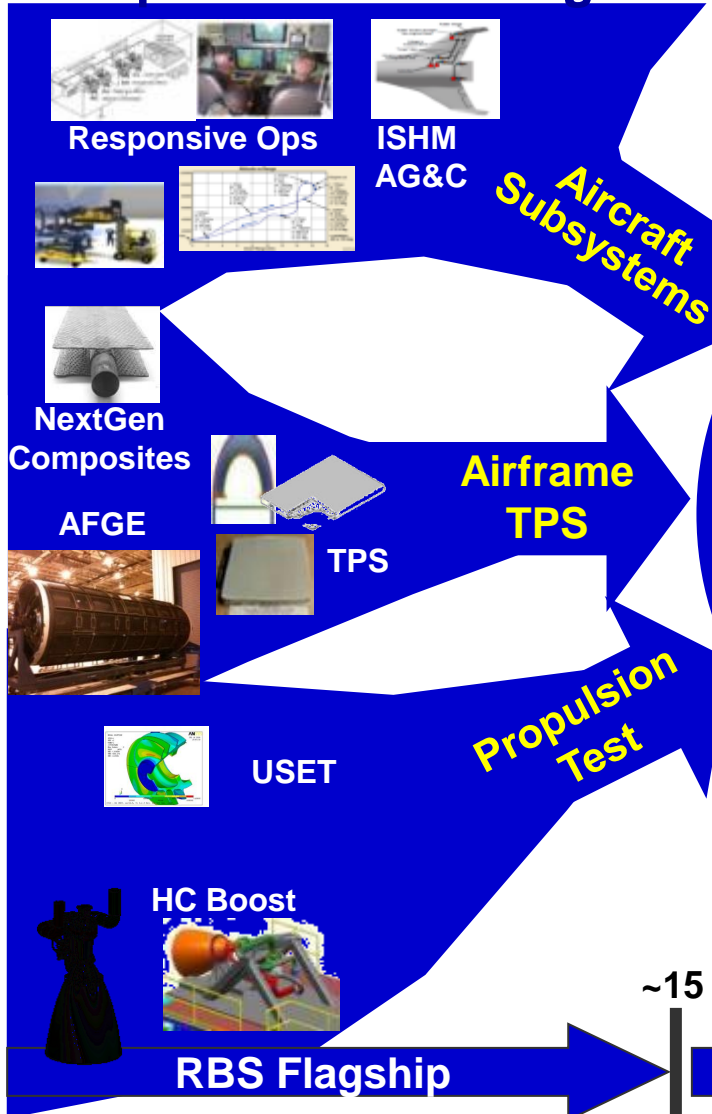 Responsive Ops
ISHM
AG&C
Aircraft
Subsystems
NextGen
Composites
Airframe
TPS
AFGE
TPS
Propulsion
Test
USET
HC Boost
~15
RBS Flagship